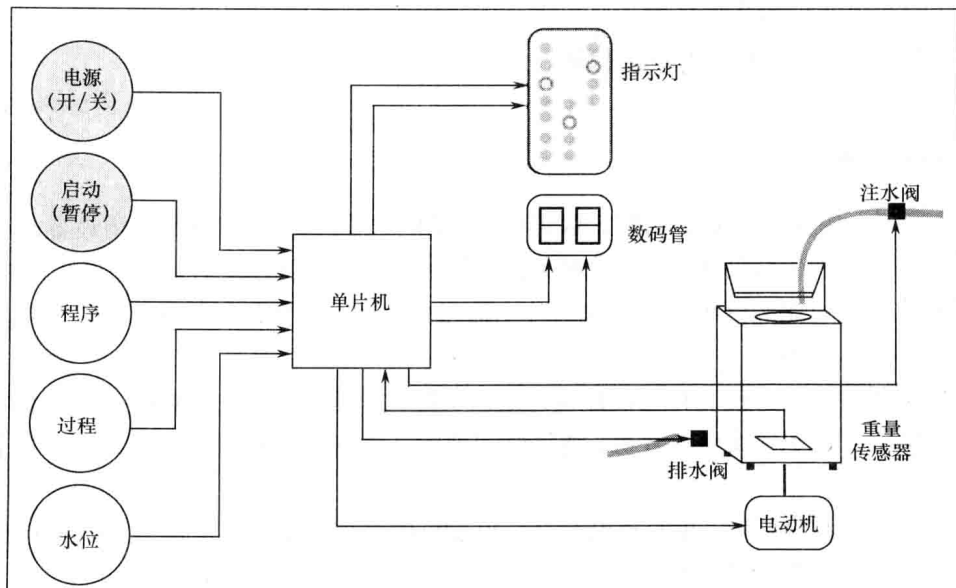 电源
(开/关)
启动
(暂停)
程序
过程
水位
单片机
指示灯
数码管
注水阀
重量
传感器
排水阀
电动机